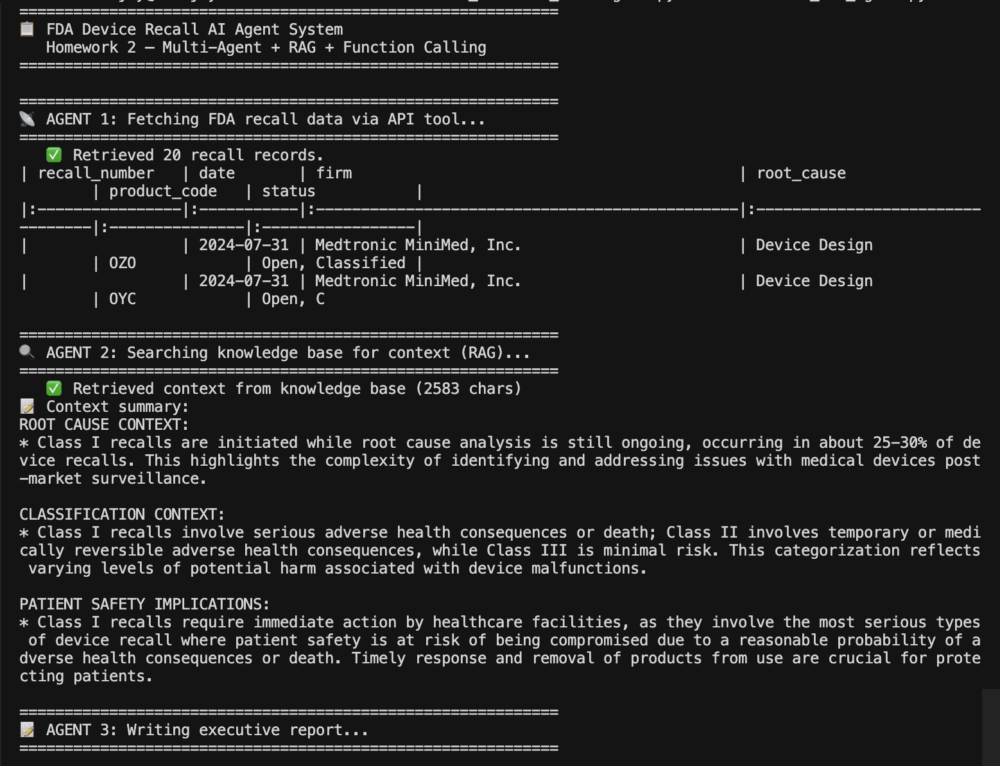 ============================================================
📋 FDA Device Recall AI Agent System
   Homework 2 — Multi-Agent + RAG + Function Calling
============================================================

============================================================
📡 AGENT 1: Fetching FDA recall data via API tool...
============================================================
   ✅ Retrieved 20 recall records.
| recall_number   | date       | firm                                           | root_cause
        | product_code   | status           |
|:----------------|:-----------|:-----------------------------------------------|:-------------------------
--------|:---------------|:-----------------|
|                 | 2024-07-31 | Medtronic MiniMed, Inc.                        | Device Design
        | OZO            | Open, Classified |
|                 | 2024-07-31 | Medtronic MiniMed, Inc.                        | Device Design
        | OYC            | Open, C

============================================================
🔍 AGENT 2: Searching knowledge base for context (RAG)...
============================================================
   ✅ Retrieved context from knowledge base (2583 chars)
📝 Context summary:
ROOT CAUSE CONTEXT:
* Class I recalls are initiated while root cause analysis is still ongoing, occurring in about 25-30% of de
vice recalls. This highlights the complexity of identifying and addressing issues with medical devices post
-market surveillance.

CLASSIFICATION CONTEXT:
* Class I recalls involve serious adverse health consequences or death; Class II involves temporary or medi
cally reversible adverse health consequences, while Class III is minimal risk. This categorization reflects
 varying levels of potential harm associated with device malfunctions.

PATIENT SAFETY IMPLICATIONS:
* Class I recalls require immediate action by healthcare facilities, as they involve the most serious types
 of device recall where patient safety is at risk of being compromised due to a reasonable probability of a
dverse health consequences or death. Timely response and removal of products from use are crucial for prote
cting patients.

============================================================
📝 AGENT 3: Writing executive report...
============================================================